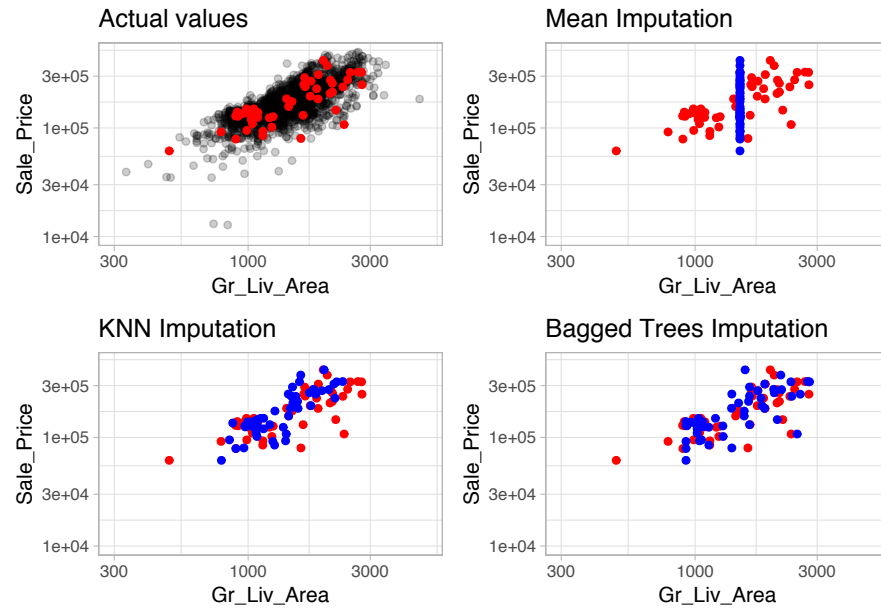 Actual values
Mean Imputation
Sale_Price
3e+05
1e+05
3e+04
1e+04
300
1000
3000
Gr_Liv_Area
Sale_Price
3e+05
1e+05
3e+04
1e+04
300
1000
3000
Gr_Liv_Area
KNN Imputation
Bagged Trees Imputation
Sale_Price
3e+05
1e+05
3e+04
1e+04
300
1000
3000
Gr_Liv_Area
Sale_Price
3e+05
1e+05
3e+04
1e+04
300
1000
3000
Gr_Liv_Area